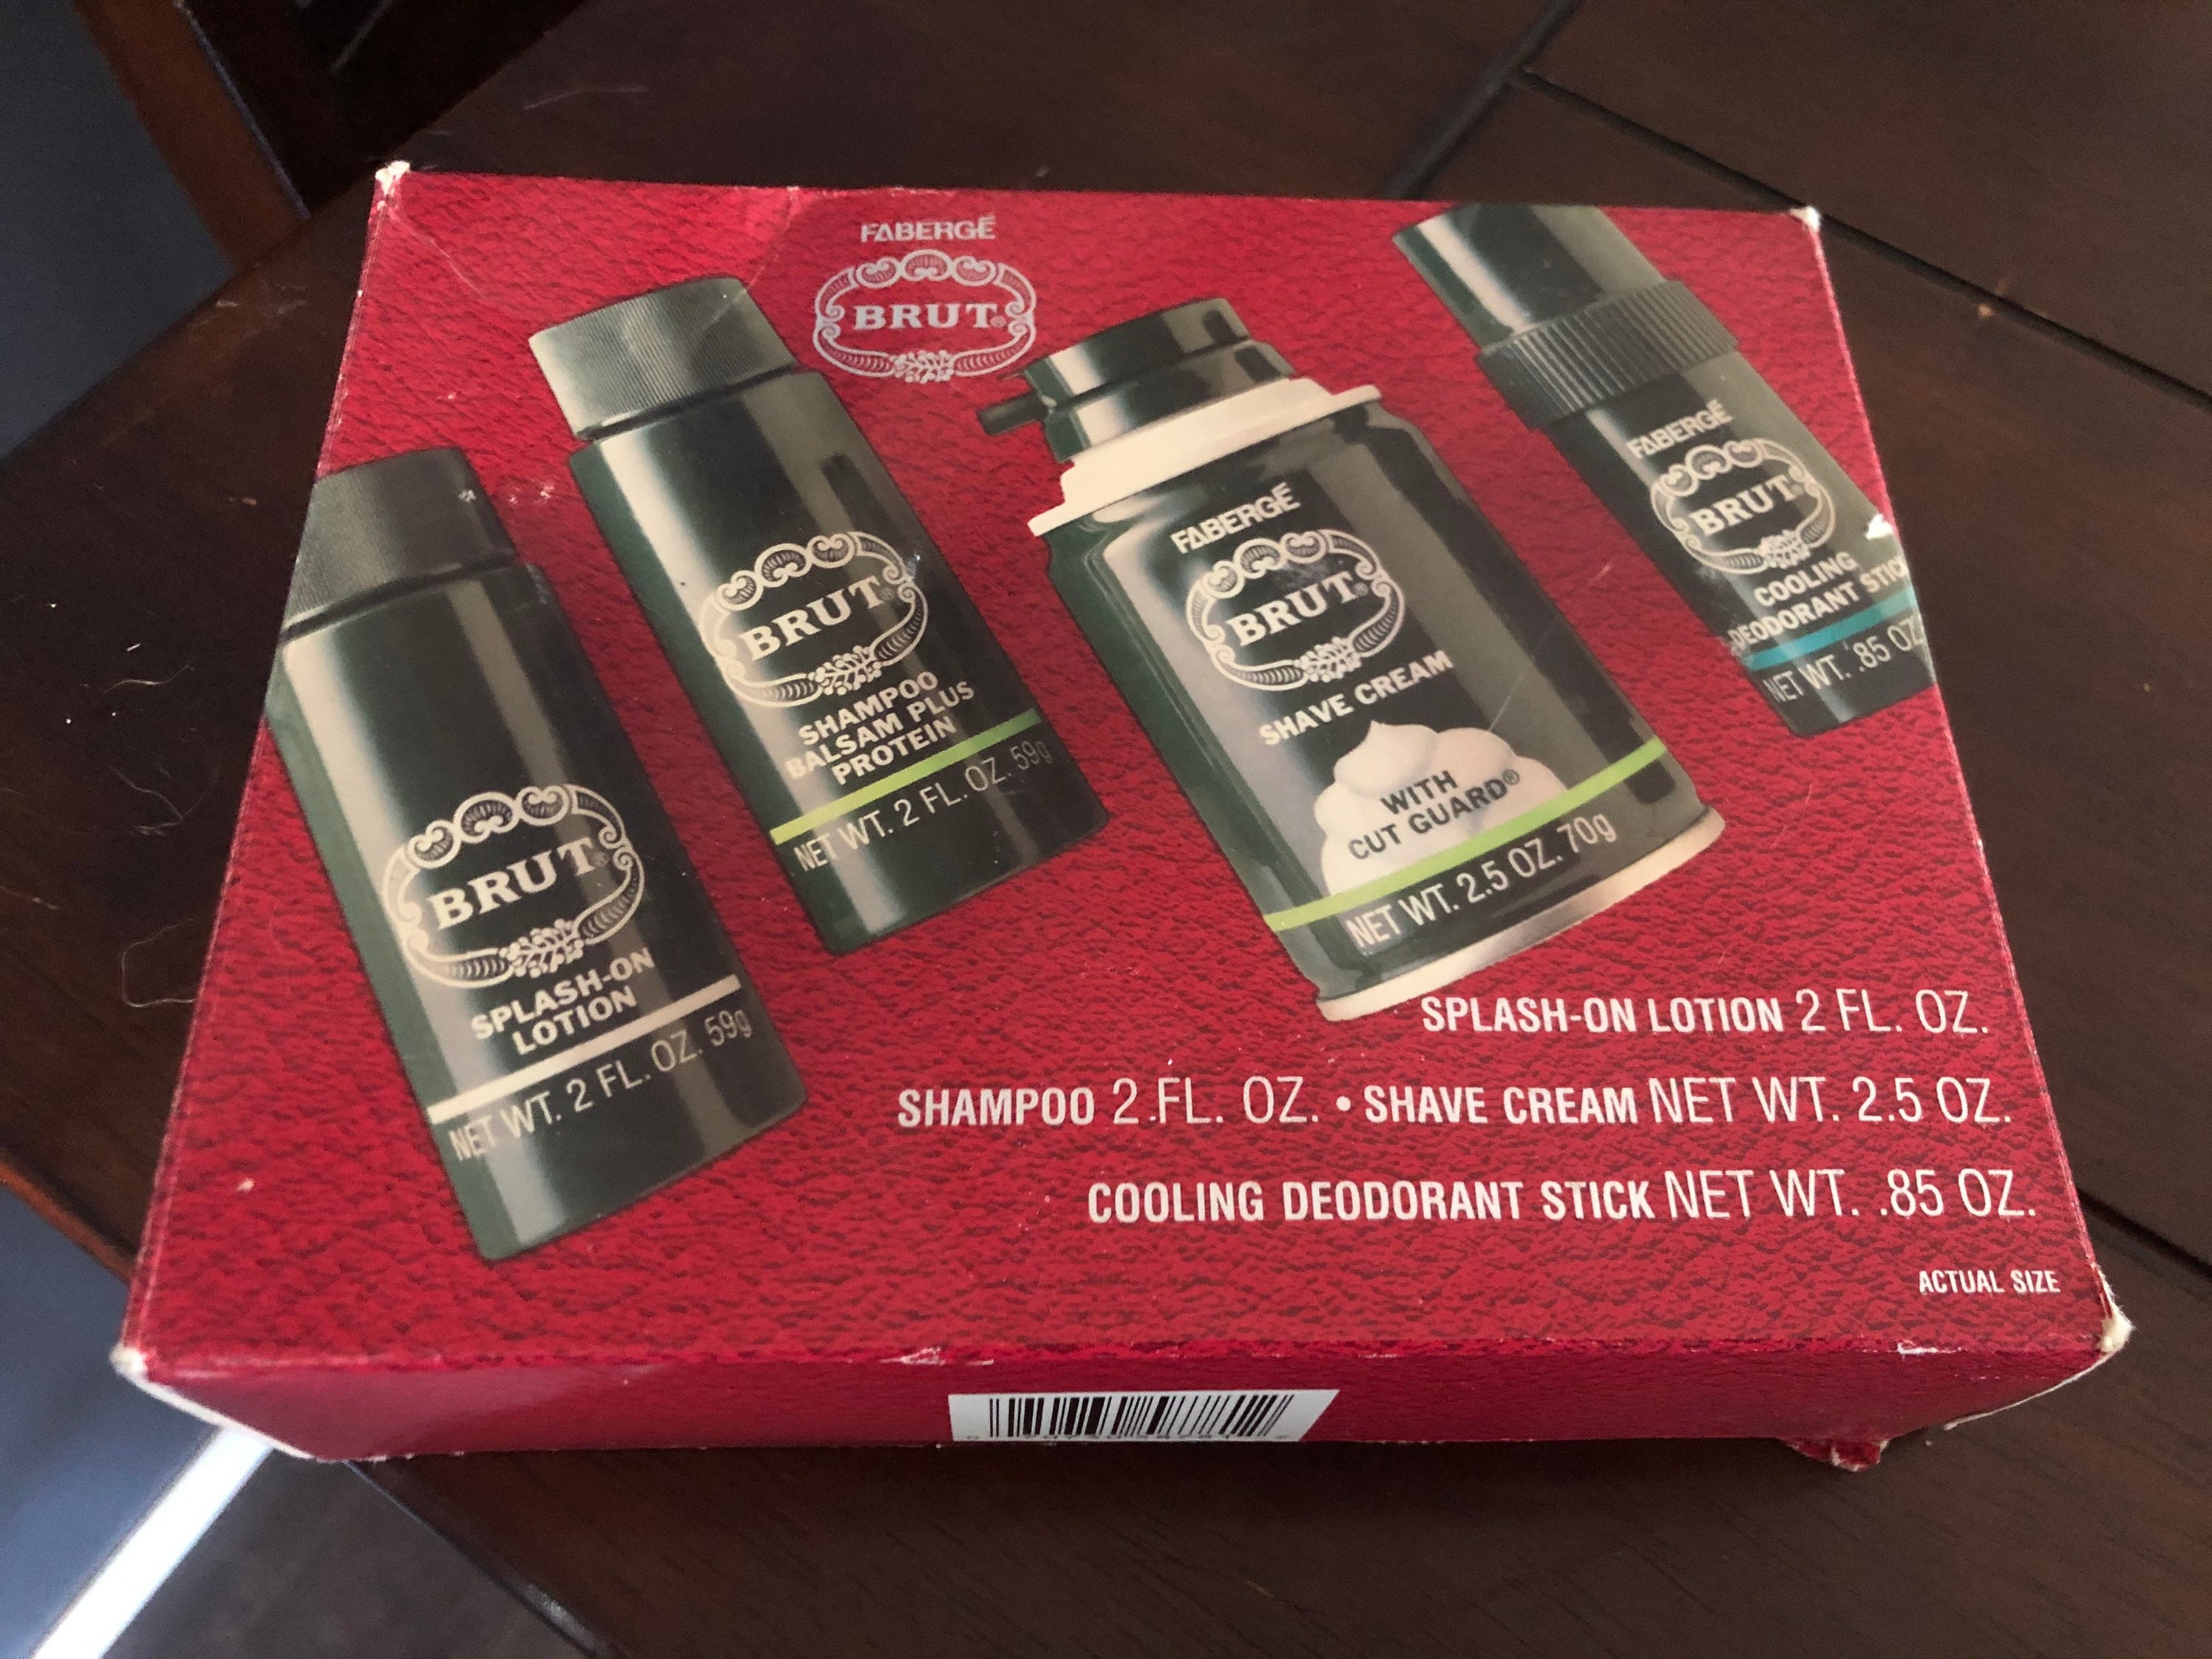 FABERGÉ
BRUT®
BRUT®
SPLASH-ON
LOTION
NET WT. 2 FL. OZ. 59g
BRUT®
SHAMPOO
BALSAM PLUS
PROTEIN
NET WT. 2 FL. OZ. 59g
FABERGÉ
BRUT®
SHAVE CREAM
WITH
CUT GUARD®
NET WT. 2.5 OZ. 70g
FABERGÉ
BRUT®
COOLING
DEODORANT STICK
NET WT. .85 OZ.
SPLASH-ON LOTION 2 FL. OZ.
SHAMPOO 2 FL. OZ. • SHAVE CREAM NET WT. 2.5 OZ.
COOLING DEODORANT STICK NET WT. .85 OZ.
ACTUAL SIZE